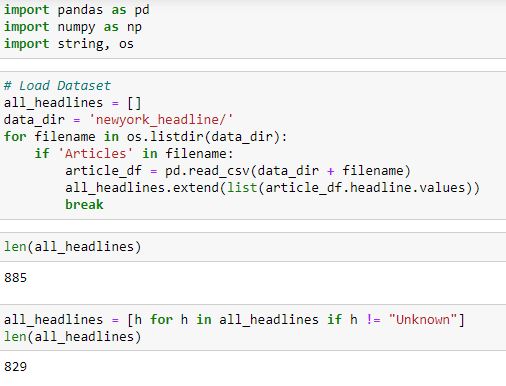 import pandas as pd
import numpy as np
import string, os
# Load Dataset
all_headlines = []
data_dir = 'newyork_headline/'
for filename in os.listdir(data_dir):
    if 'Articles' in filename:
        article_df = pd.read_csv(data_dir + filename)
        all_headlines.extend(list(article_df.headline.values))
        break
len(all_headlines)
885
all_headlines = [h for h in all_headlines if h != "Unknown"]
len(all_headlines)
829